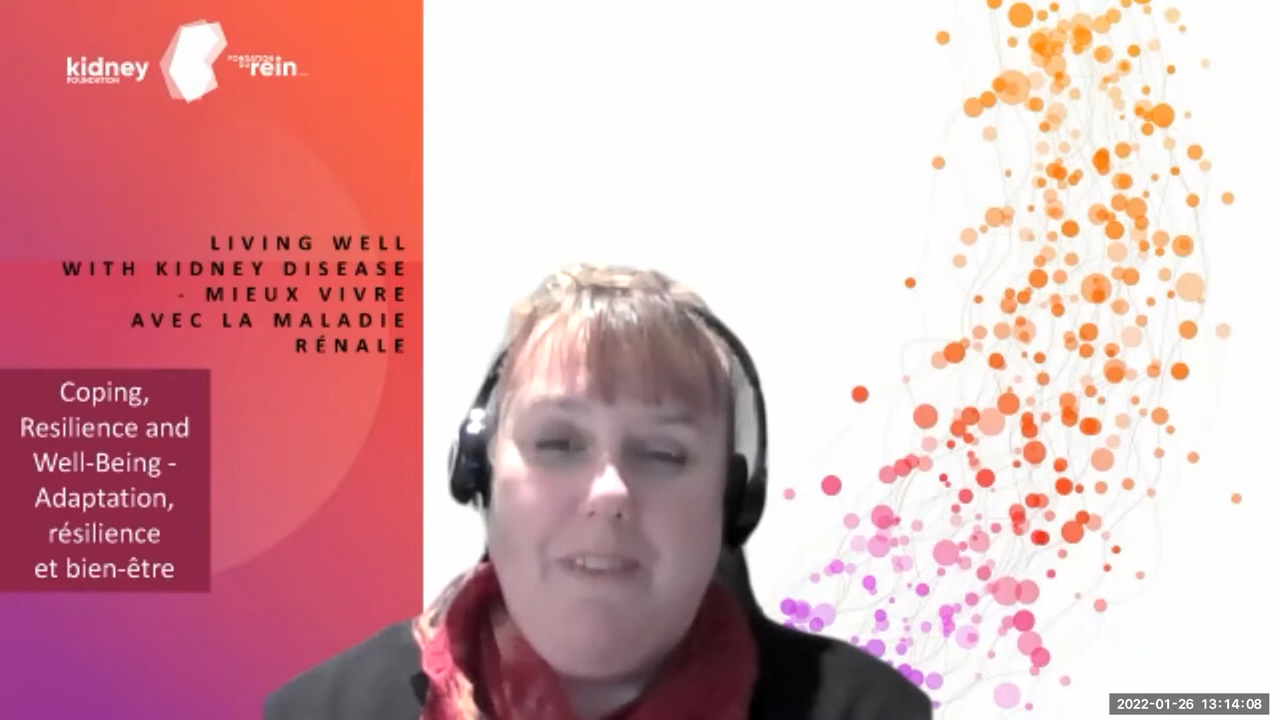 kidney
FOUNDATION
FONDATION
DU rein
LIVING WELL
WITH KIDNEY DISEASE
- MIEUX VIVRE
AVEC LA MALADIE
RÉNALE
Coping,
Resilience and
Well-Being -
Adaptation,
résilience
et bien-être
2022-01-26 13:14:08